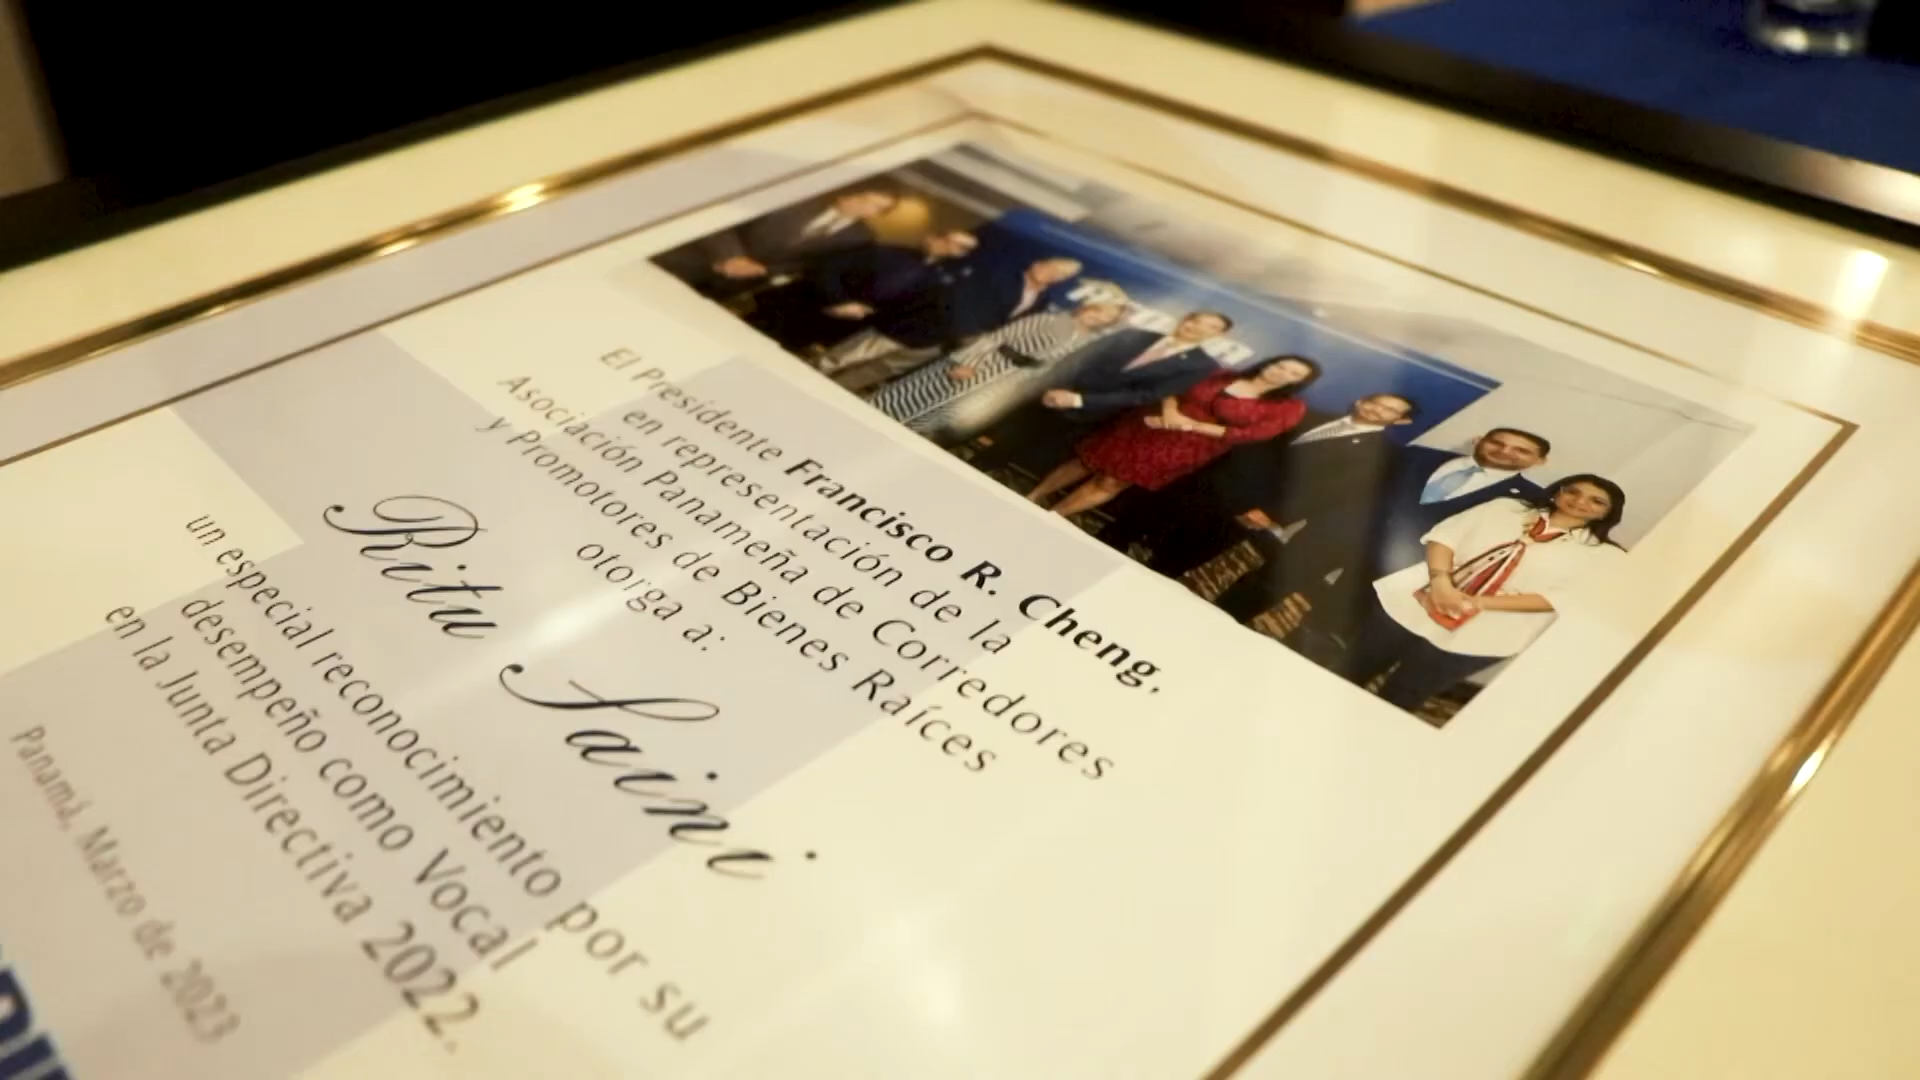 El Presidente Francisco R. Cheng,
en representación de la
Asociación Panameña de Corredores
y Promotores de Bienes Raíces
otorga a:
Ritu Saini
un especial reconocimiento por su
desempeño como Vocal
en la Junta Directiva 2022.
Panamá, Marzo de 2023